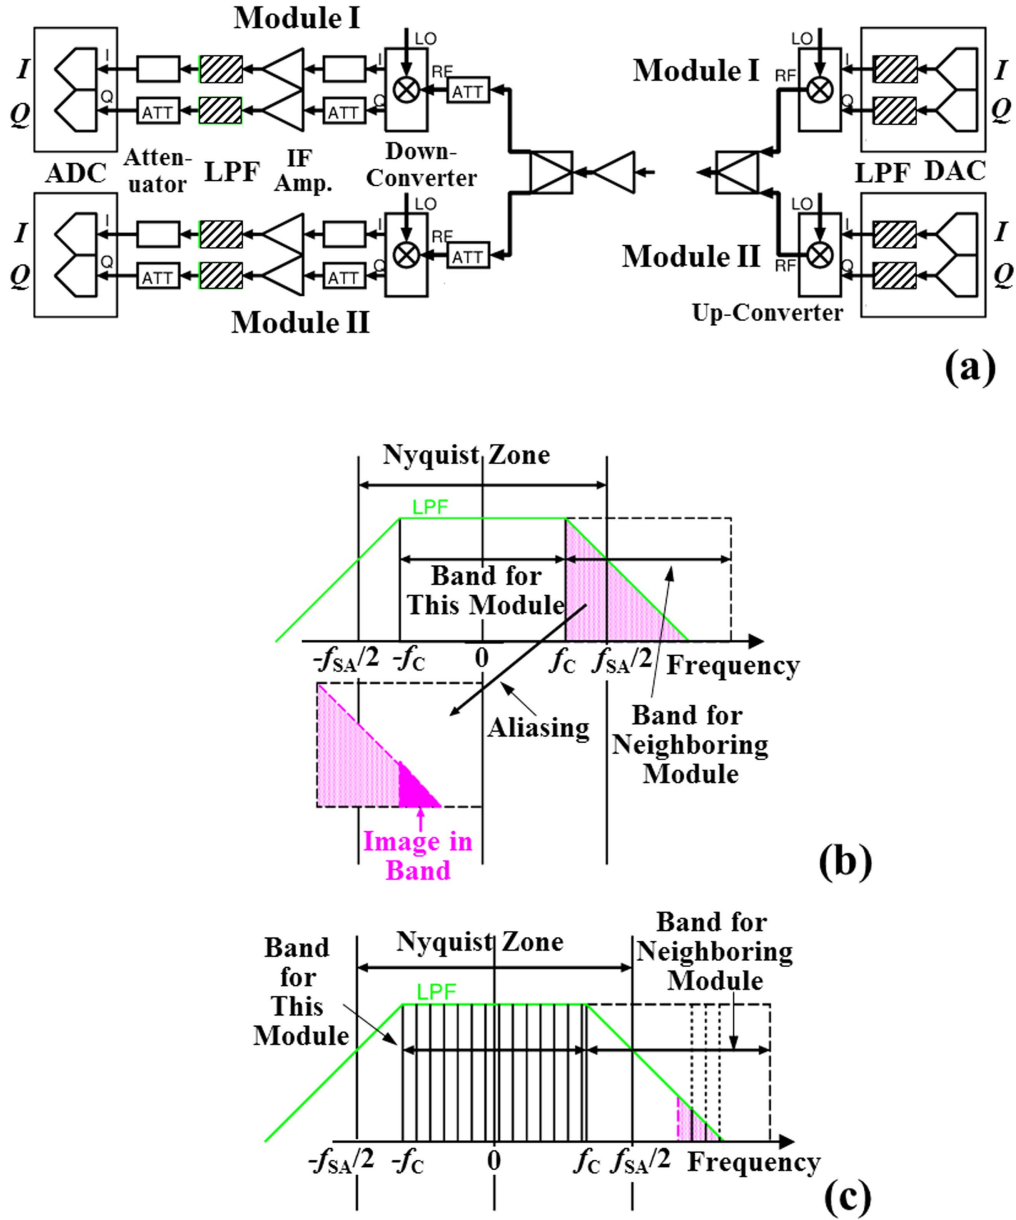 Module I
LO
I
I
RF
ATT
Q
Q
ATT
ATT
ADC
Atten-
uator
LPF
IF
Amp.
Down-
Converter
LO
I
I
RF
ATT
Q
Q
ATT
ATT
Module II
Module I
LO
RF
I
I
Q
Q
LPF
DAC
LO
Module II
RF
I
I
Q
Q
Up-Converter
(a)
Nyquist Zone
LPF
Band for
This Module
-fSA/2
-fC
0
fC
fSA/2
Frequency
Aliasing
Band for
Neighboring
Module
Image in
Band
(b)
Band for
Neighboring
Module
Nyquist Zone
Band
for
This
Module
LPF
-fSA/2
-fC
0
fC
fSA/2
Frequency
(c)